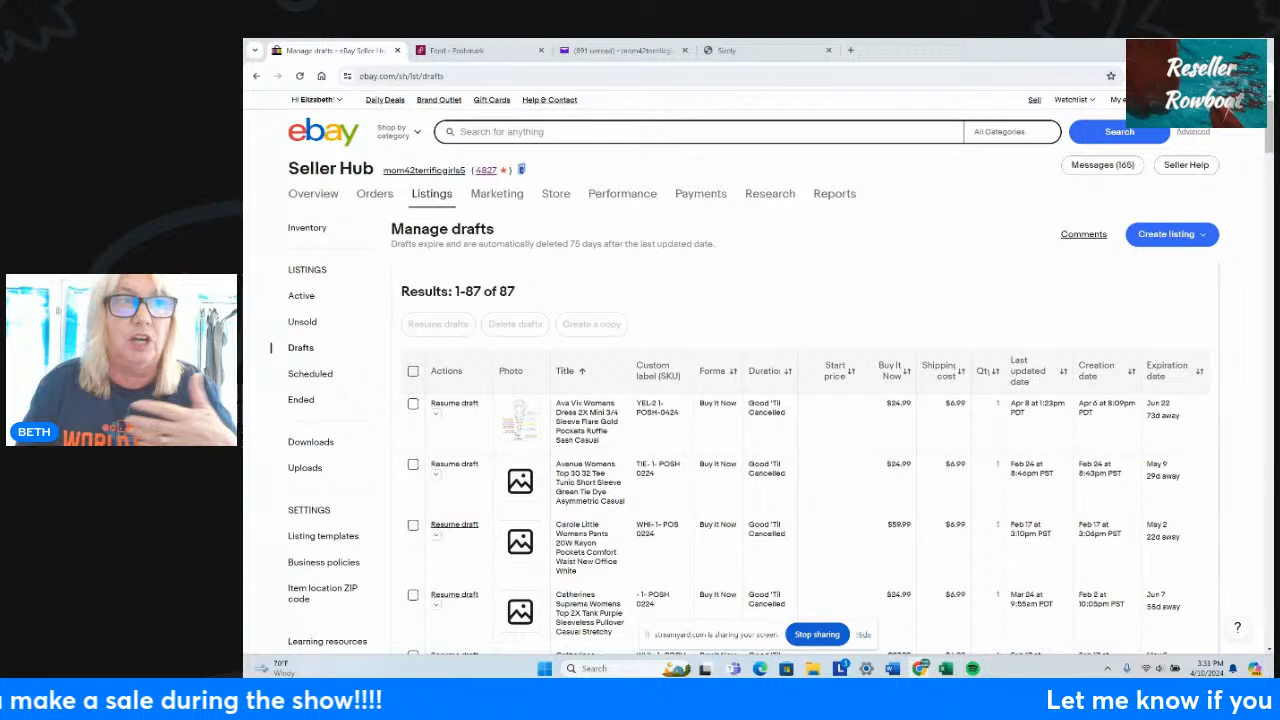 Manage drafts - eBay Seller Hu
Feed - Poshmark
(891 unread) - mom42terrificgi
Sizely
ebay.com/sh/lst/drafts
Reseller
Rowboat
Hi Elizabeth!
Daily Deals
Brand Outlet
Gift Cards
Help & Contact
Sell
Watchlist
My e
ebay
Shop by
category
Search for anything
All Categories
Search
Advanced
Seller Hub
mom42terrificgirls5 (4827 ★)
Messages (165)
Seller Help
Overview
Orders
Listings
Marketing
Store
Performance
Payments
Research
Reports
Inventory
LISTINGS
Active
Unsold
Drafts
Scheduled
Ended
Downloads
Uploads
SETTINGS
Listing templates
Business policies
Item location ZIP
code
Learning resources
Manage drafts
Drafts expire and are automatically deleted 75 days after the last updated date.
Comments
Create listing
Results: 1-87 of 87
Resume drafts
Delete drafts
Create a copy
Actions
Photo
Title
Custom
label (SKU)
Forma
Duration
Start
price
Buy It
Now
Shipping
cost
Qty
Last
updated
date
Creation
date
Expiration
date
Resume draft
Ava Viv Womens
Dress 2X Mini 3/4
Sleeve Flare Gold
Pockets Ruffle
Sash Casual
YEL-2 1-
POSH-0424
Buy It Now
Good 'Til
Cancelled
$24.99
$6.99
1
Apr 8 at 1:23pm
PDT
Apr 6 at 8:09pm
PDT
Jun 22
73d away
Resume draft
Avenue Womens
Top 30 32 Tee
Tunic Short Sleeve
Green Tie Dye
Asymmetric Casual
TIE- 1- POSH
0224
Buy It Now
Good 'Til
Cancelled
$24.99
$6.99
1
Feb 24 at
8:46pm PST
Feb 24 at
8:43pm PST
May 9
29d away
Resume draft
Carole Little
Womens Pants
20W Rayon
Pockets Comfort
Waist New Office
White
WHI- 1- POS
0224
Buy It Now
Good 'Til
Cancelled
$59.99
$6.99
1
Feb 17 at
3:10pm PST
Feb 17 at
3:06pm PST
May 2
22d away
Resume draft
Catherines
Supreme Womens
Top 2X Tank Purple
Sleeveless Pullover
Casual Stretchy
- 1- POSH
0224
Buy It Now
Good 'Til
Cancelled
$24.99
$6.99
1
Mar 24 at
9:55am PDT
Feb 2 at
10:05pm PST
Jun 7
58d away
streamyard.com is sharing your screen.
Stop sharing
Hide
?
BETH
WORLD
70°F
Windy
Search
3:31 PM
4/10/2024
make a sale during the show!!!!
Let me know if you